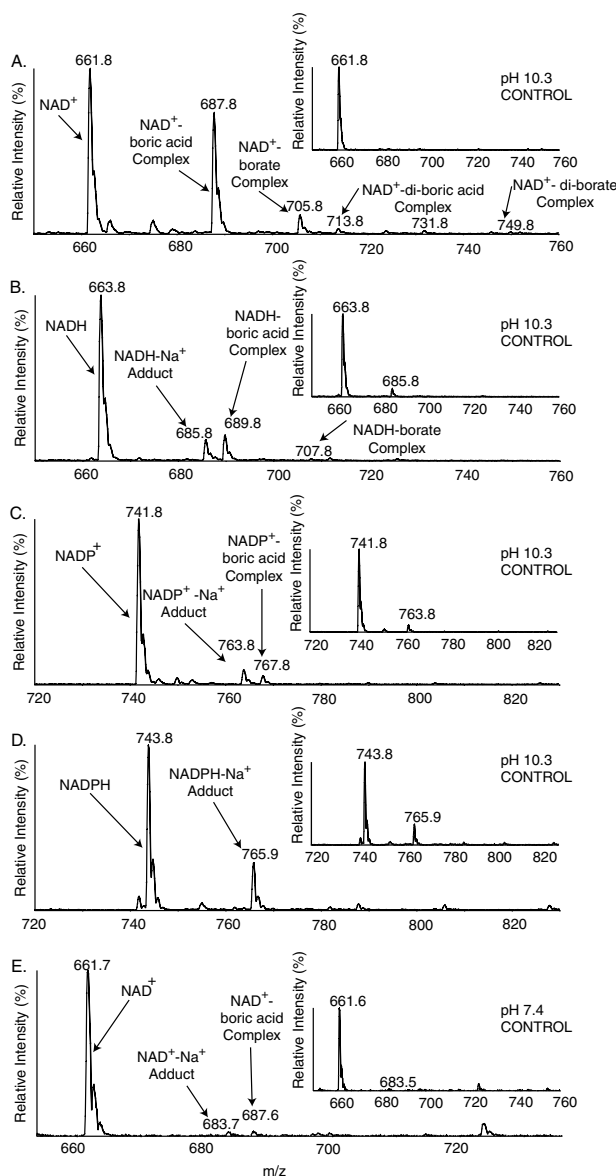 A.
Relative Intensity (%)
661.8
NAD+
687.8
NAD+-
boric acid
Complex
NAD+-
borate
Complex
705.8
NAD+-di-boric acid
Complex
713.8
731.8
NAD+- di-borate
Complex
749.8
660 680 700 720 740 760
Relative Intensity (%)
661.8
pH 10.3
CONTROL
660 680 700 720 740 760
B.
Relative Intensity (%)
663.8
NADH
NADH-Na+
Adduct
685.8
NADH-
boric acid
Complex
689.8
707.8
NADH-borate
Complex
660 680 700 720 740 760
Relative Intensity (%)
663.8
685.8
pH 10.3
CONTROL
660 680 700 720 740 760
C.
Relative Intensity (%)
741.8
NADP+
NADP+ -Na+
Adduct
763.8
NADP+-
boric acid
Complex
767.8
720 740 760 780 800 820
Relative Intensity (%)
741.8
763.8
pH 10.3
CONTROL
720 740 760 780 800 820
D.
Relative Intensity (%)
743.8
NADPH
NADPH-Na+
Adduct
765.9
720 740 760 780 800 820
Relative Intensity (%)
743.8
765.9
pH 10.3
CONTROL
720 740 760 780 800 820
E.
Relative Intensity (%)
661.7
NAD+
NAD+-Na+
Adduct
683.7
NAD+-
boric acid
Complex
687.6
660 680 700 720
Relative Intensity (%)
661.6
683.5
pH 7.4
CONTROL
660 680 700 720 740 760
m/z